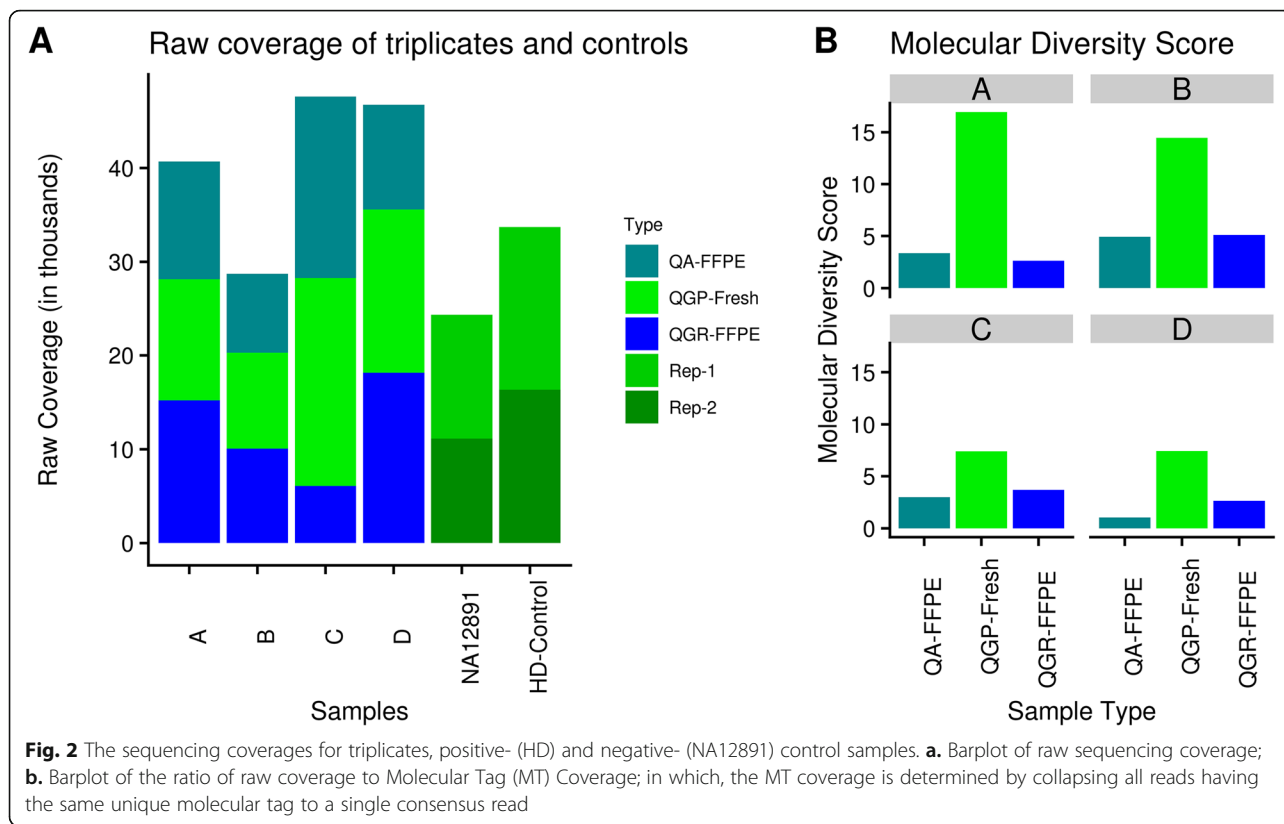 A Raw coverage of triplicates and controls
Raw Coverage (in thousands)
40
30
20
10
0
A
B
C
D
NA12891
HD-Control
Samples
Type
QA-FFPE
QGP-Fresh
QGR-FFPE
Rep-1
Rep-2
B Molecular Diversity Score
Molecular Diversity Score
A
B
15
10
5
0
C
D
15
10
5
0
QA-FFPE
QGP-Fresh
QGR-FFPE
QA-FFPE
QGP-Fresh
QGR-FFPE
Sample Type
Fig. 2 The sequencing coverages for triplicates, positive- (HD) and negative- (NA12891) control samples. a. Barplot of raw sequencing coverage;
b. Barplot of the ratio of raw coverage to Molecular Tag (MT) Coverage; in which, the MT coverage is determined by collapsing all reads having
the same unique molecular tag to a single consensus read